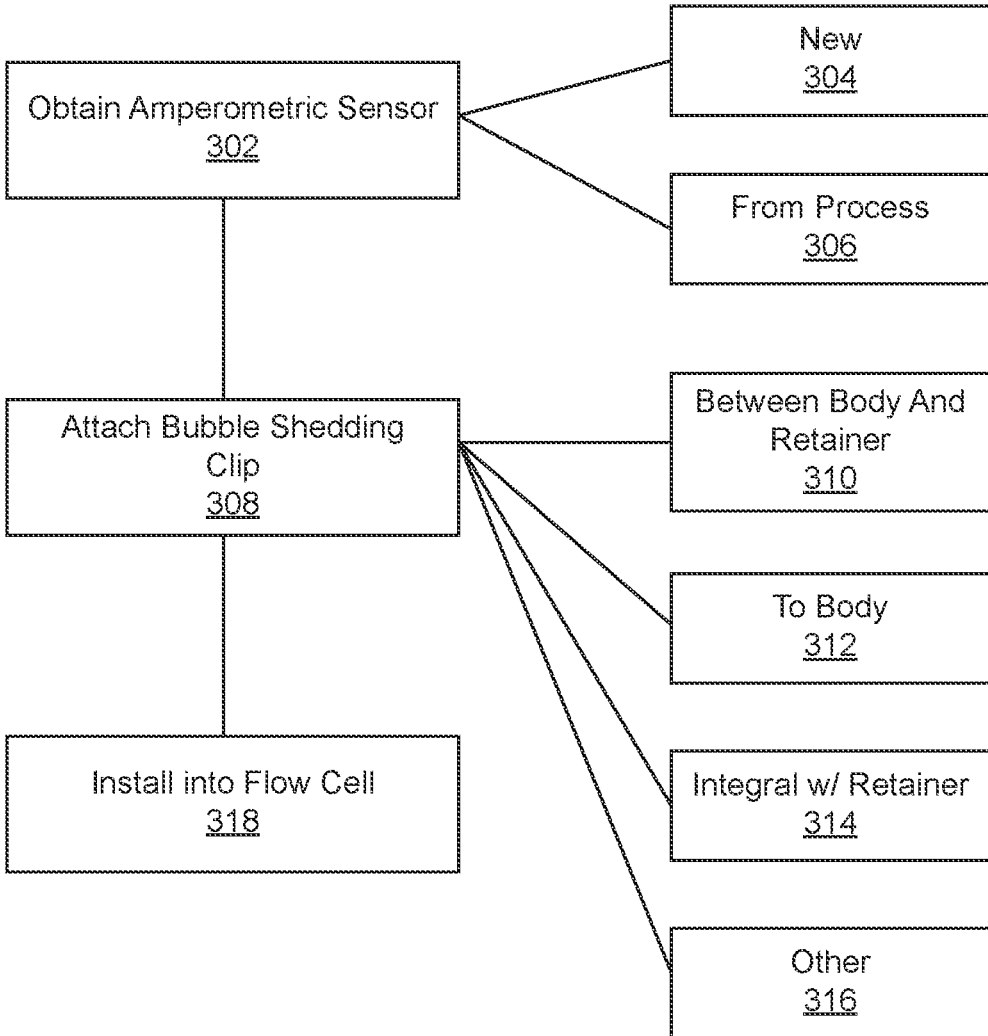 Obtain Amperometric Sensor
302
New
304
From Process
306
Attach Bubble Shedding
Clip
308
Between Body And
Retainer
310
To Body
312
Integral w/ Retainer
314
Other
316
Install into Flow Cell
318